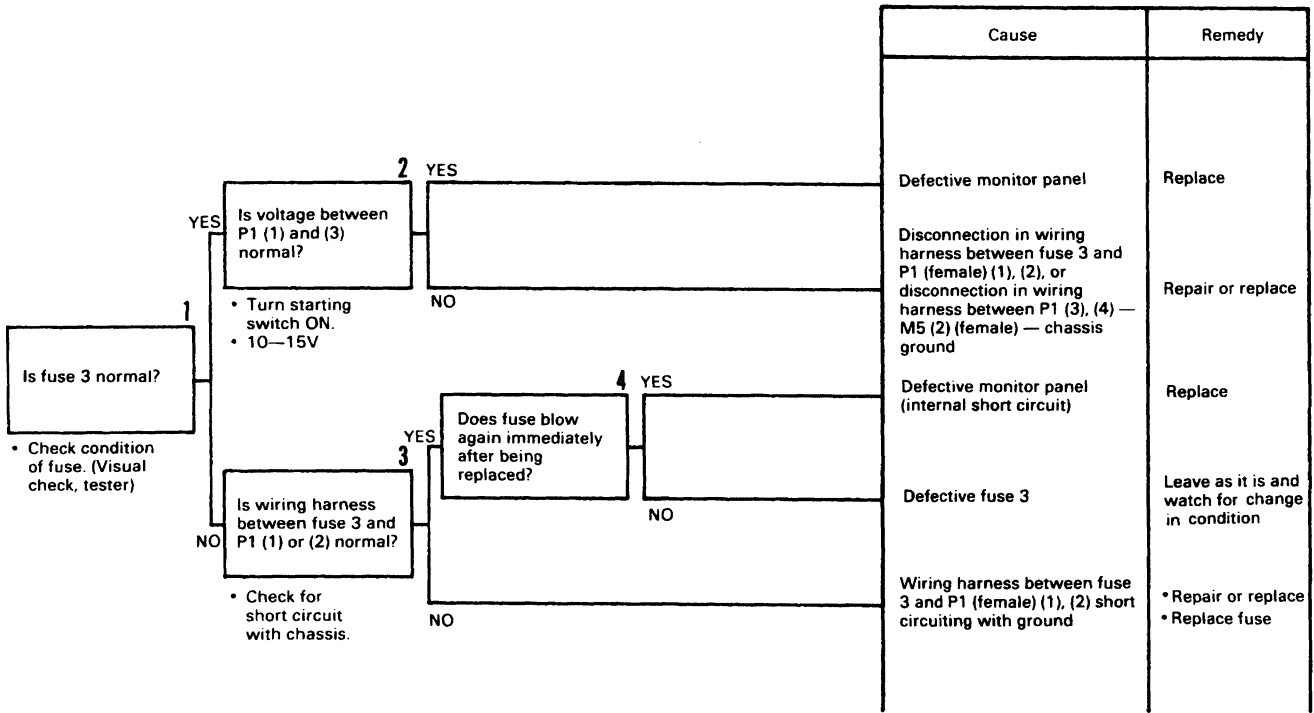 Cause
Remedy
1
Is fuse 3 normal?
• Check condition
of fuse. (Visual
check, tester)
YES
2
Is voltage between
P1 (1) and (3)
normal?
• Turn starting
switch ON.
• 10—15V
YES
Defective monitor panel
Replace
NO
Disconnection in wiring
harness between fuse 3 and
P1 (female) (1), (2), or
disconnection in wiring
harness between P1 (3), (4) —
M5 (2) (female) — chassis
ground
Repair or replace
NO
3
Is wiring harness
between fuse 3 and
P1 (1) or (2) normal?
• Check for
short circuit
with chassis.
YES
4
Does fuse blow
again immediately
after being
replaced?
YES
Defective monitor panel
(internal short circuit)
Replace
NO
Defective fuse 3
Leave as it is and
watch for change
in condition
NO
Wiring harness between fuse
3 and P1 (female) (1), (2) short
circuiting with ground
• Repair or replace
• Replace fuse